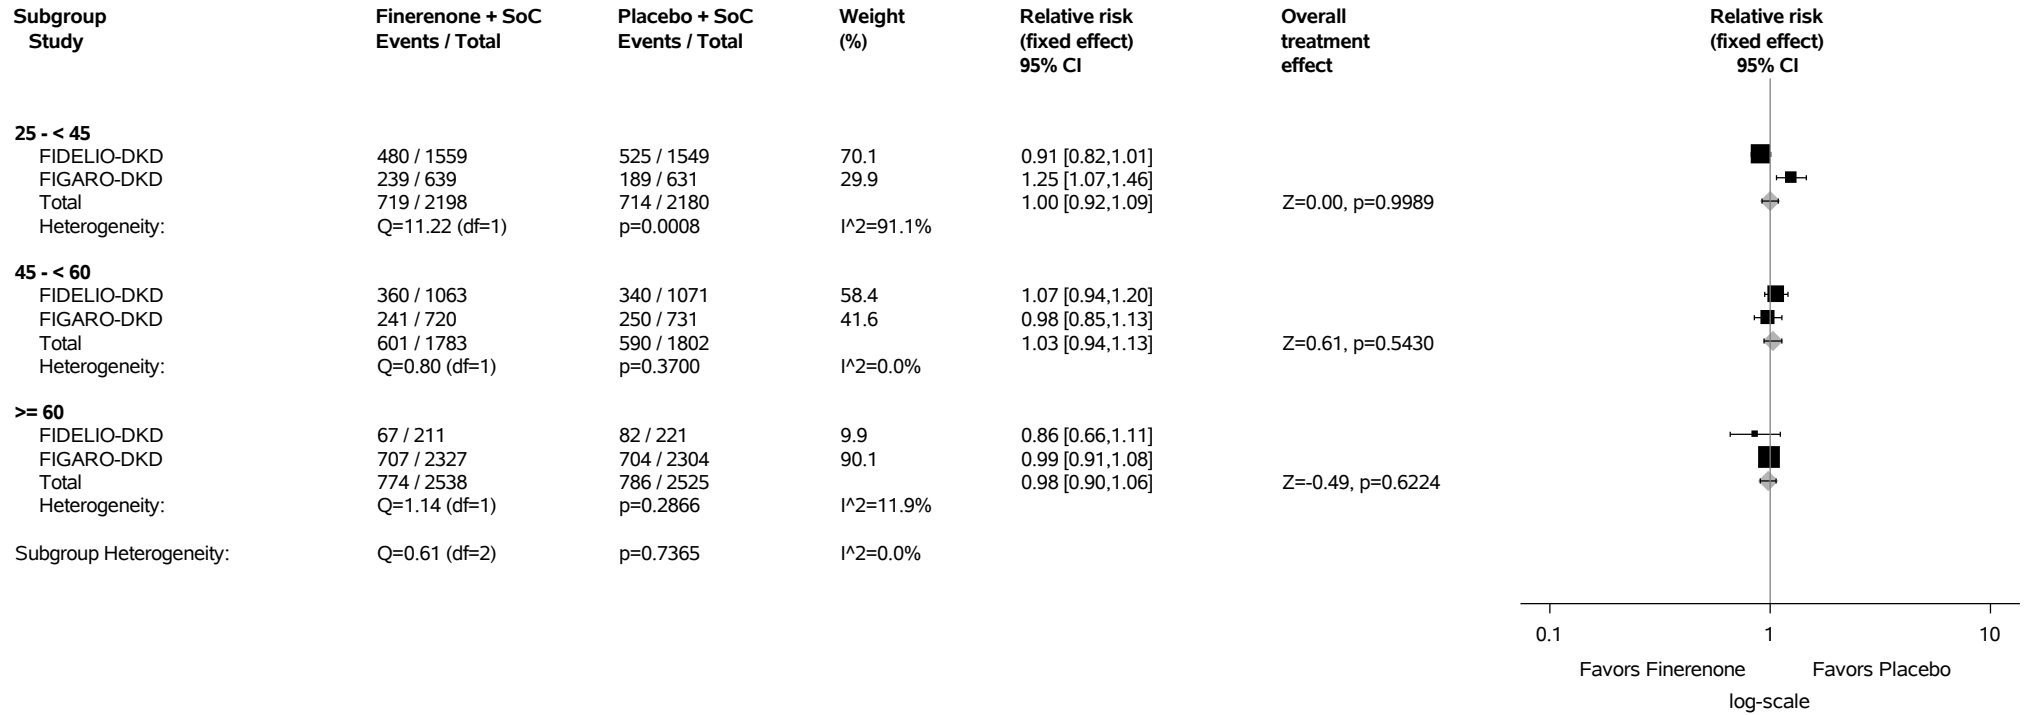 Subgroup Finerenone + SoC Placebo + SoC Weight Relative risk Overall Relative risk
Study Events / Total Events / Total (%) (fixed effect) treatment (fixed effect)
95% CI effect 95% CI
25 - < 45
FIDELIO-DKD 480 / 1559 525 / 1549 70.1 0.91 [0.82,1.01]
FIGARO-DKD 239 / 639 189 / 631 29.9 1.25 [1.07,1.46]
Total 719 / 2198 714 / 2180 1.00 [0.92,1.09] Z=0.00, p=0.9989
Heterogeneity: Q=11.22 (df=1) p=0.0008 I^2=91.1%
45 - < 60
FIDELIO-DKD 360 / 1063 340 / 1071 58.4 1.07 [0.94,1.20]
FIGARO-DKD 241 / 720 250 / 731 41.6 0.98 [0.85,1.13]
Total 601 / 1783 590 / 1802 1.03 [0.94,1.13] Z=0.61, p=0.5430
Heterogeneity: Q=0.80 (df=1) p=0.3700 I^2=0.0%
>= 60
FIDELIO-DKD 67 / 211 82 / 221 9.9 0.86 [0.66,1.11]
FIGARO-DKD 707 / 2327 704 / 2304 90.1 0.99 [0.91,1.08]
Total 774 / 2538 786 / 2525 0.98 [0.90,1.06] Z=-0.49, p=0.6224
Heterogeneity: Q=1.14 (df=1) p=0.2866 I^2=11.9%
Subgroup Heterogeneity: Q=0.61 (df=2) p=0.7365 I^2=0.0%
0.1 1 10
Favors Finerenone Favors Placebo
log-scale